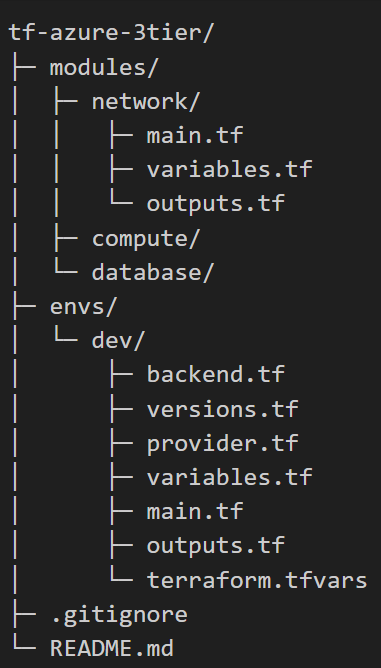 tf-azure-3tier/
├─ modules/
│  ├─ network/
│  │   ├─ main.tf
│  │   ├─ variables.tf
│  │   └─ outputs.tf
│  ├─ compute/
│  └─ database/
├─ envs/
│  └─ dev/
│      ├─ backend.tf
│      ├─ versions.tf
│      ├─ provider.tf
│      ├─ variables.tf
│      ├─ main.tf
│      ├─ outputs.tf
│      └─ terraform.tfvars
├─ .gitignore
└─ README.md